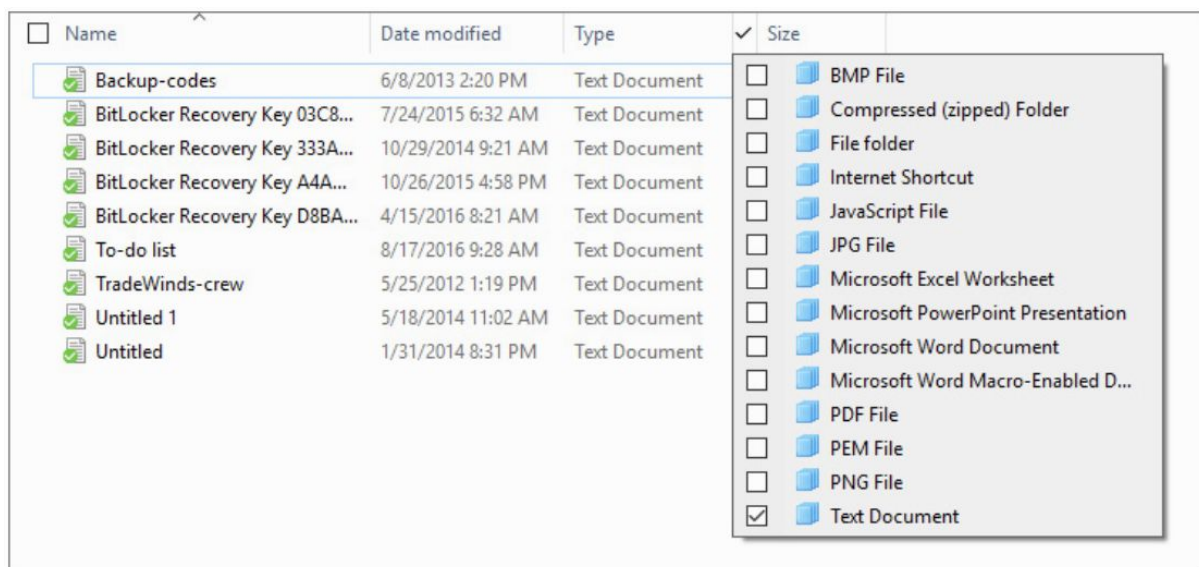 Name Date modified Type Size
Backup-codes 6/8/2013 2:20 PM Text Document
BitLocker Recovery Key 03C8... 7/24/2015 6:32 AM Text Document
BitLocker Recovery Key 333A... 10/29/2014 9:21 AM Text Document
BitLocker Recovery Key A4A... 10/26/2015 4:58 PM Text Document
BitLocker Recovery Key D8BA... 4/15/2016 8:21 AM Text Document
To-do list 8/17/2016 9:28 AM Text Document
TradeWinds-crew 5/25/2012 1:19 PM Text Document
Untitled 1 5/18/2014 11:02 AM Text Document
Untitled 1/31/2014 8:31 PM Text Document
BMP File
Compressed (zipped) Folder
File folder
Internet Shortcut
JavaScript File
JPG File
Microsoft Excel Worksheet
Microsoft PowerPoint Presentation
Microsoft Word Document
Microsoft Word Macro-Enabled D...
PDF File
PEM File
PNG File
Text Document